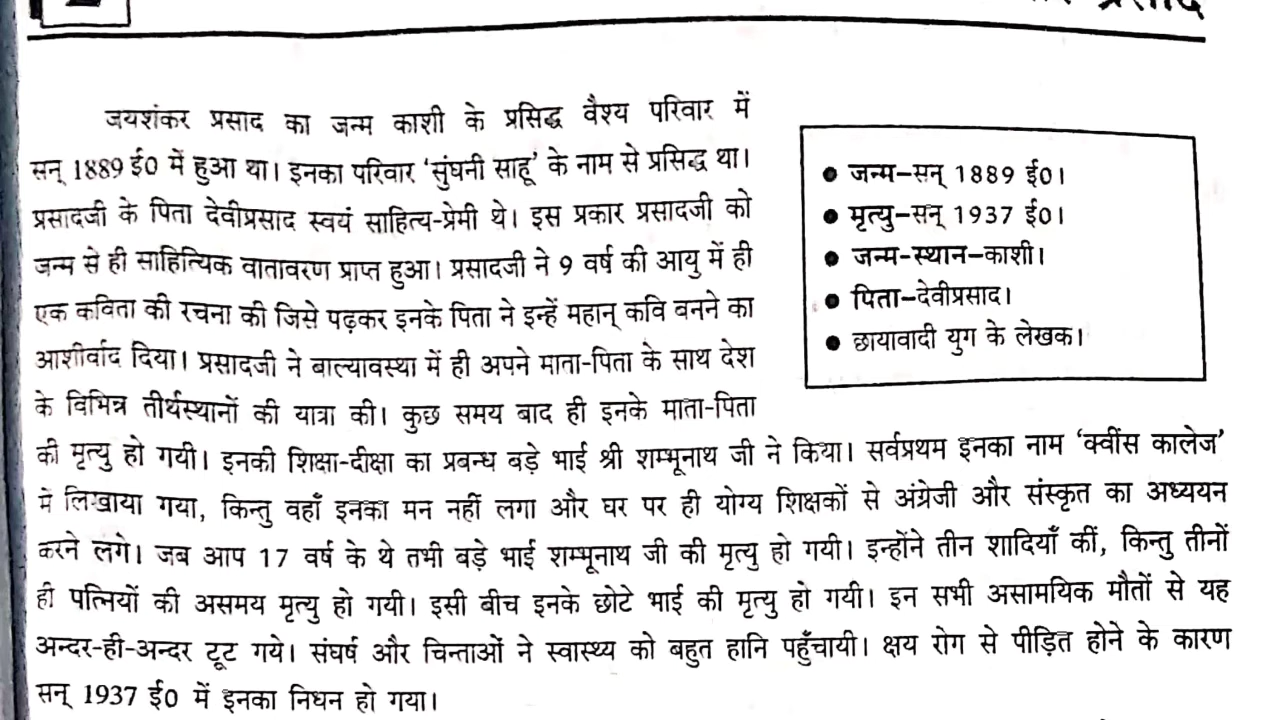 प्रसाद
जयशंकर प्रसाद का जन्म काशी के प्रसिद्ध वैश्य परिवार में
सन् 1889 ई0 में हुआ था। इनका परिवार ‘सुंघनी साहू’ के नाम से प्रसिद्ध था।
प्रसादजी के पिता देवीप्रसाद स्वयं साहित्य-प्रेमी थे। इस प्रकार प्रसादजी को
जन्म से ही साहित्यिक वातावरण प्राप्त हुआ। प्रसादजी ने 9 वर्ष की आयु में ही
एक कविता की रचना की जिसे पढ़कर इनके पिता ने इन्हें महान् कवि बनने का
आशीर्वाद दिया। प्रसादजी ने बाल्यावस्था में ही अपने माता-पिता के साथ देश
के विभिन्न तीर्थस्थानों की यात्रा की। कुछ समय बाद ही इनके माता-पिता
की मृत्यु हो गयी। इनकी शिक्षा-दीक्षा का प्रबन्ध बड़े भाई श्री शम्भूनाथ जी ने किया। सर्वप्रथम इनका नाम ‘क्वींस कालेज’
में लिखाया गया, किन्तु वहाँ इनका मन नहीं लगा और घर पर ही योग्य शिक्षकों से अंग्रेजी और संस्कृत का अध्ययन
करने लगे। जब आप 17 वर्ष के थे तभी बड़े भाई शम्भूनाथ जी की मृत्यु हो गयी। इन्होंने तीन शादियाँ कीं, किन्तु तीनों
ही पत्नियों की असमय मृत्यु हो गयी। इसी बीच इनके छोटे भाई की मृत्यु हो गयी। इन सभी असामयिक मौतों से यह
अन्दर-ही-अन्दर टूट गये। संघर्ष और चिन्ताओं ने स्वास्थ्य को बहुत हानि पहुँचायी। क्षय रोग से पीड़ित होने के कारण
सन् 1937 ई0 में इनका निधन हो गया।
● जन्म–सन् 1889 ई0।
● मृत्यु–सन् 1937 ई0।
● जन्म-स्थान–काशी।
● पिता–देवीप्रसाद।
● छायावादी युग के लेखक।